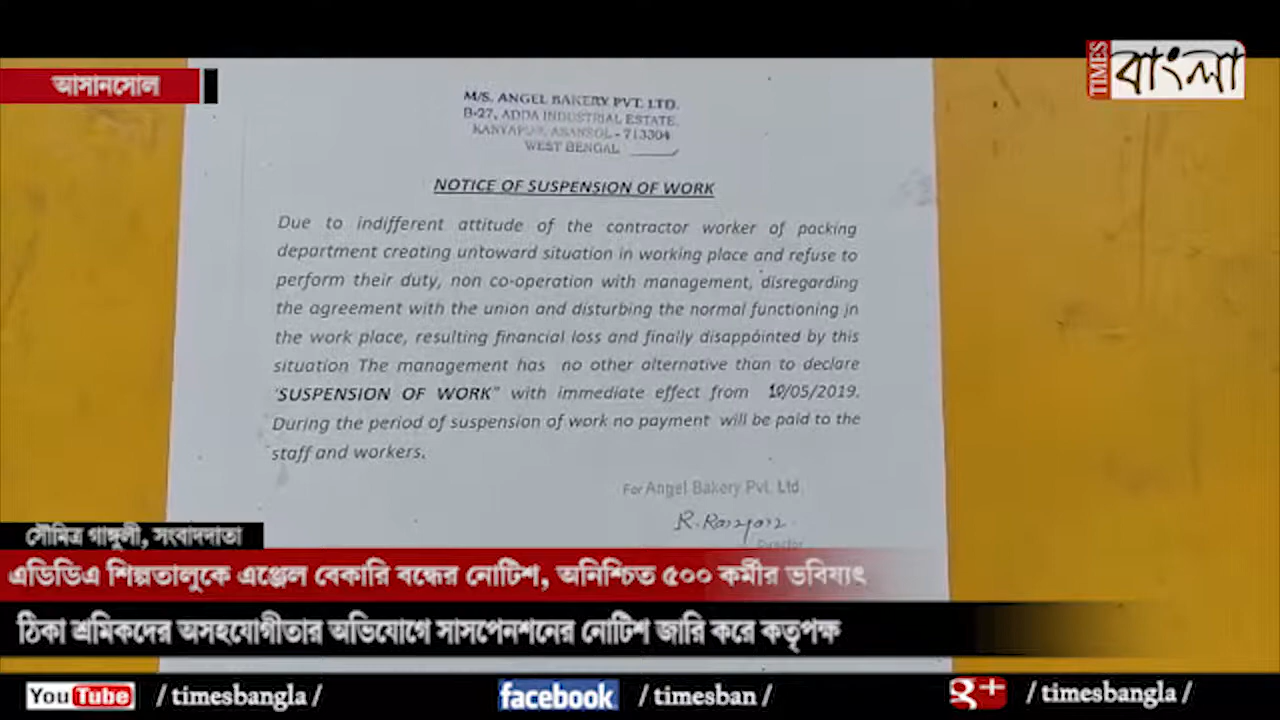 আসানসোল
TIMES বাংলা
M/S. ANGEL BAKERY PVT. LTD.
B-27, ADDA INDUSTRIAL ESTATE,
KANYAPUR, ASANSOL - 713304
WEST BENGAL
NOTICE OF SUSPENSION OF WORK
Due to indifferent attitude of the contractor worker of packing
department creating untoward situation in working place and refuse to
perform their duty, non co-operation with management, disregarding
the agreement with the union and disturbing the normal functioning in
the work place, resulting financial loss and finally disappointed by this
situation The management has no other alternative than to declare
'SUSPENSION OF WORK" with immediate effect from 10/05/2019.
During the period of suspension of work no payment will be paid to the
staff and workers.
For Angel Bakery Pvt. Ltd.
Director
সৌমিত্র গাঙ্গুলী, সংবাদদাতা
এডিডিএ শিল্পতালুকে এঞ্জেল বেকারি বন্ধের নোটিশ, অনিশ্চিত ৫০০ কর্মীর ভবিষ্যৎ
ঠিকা শ্রমিকদের অসহযোগীতার অভিযোগে সাসপেনশনের নোটিশ জারি করে কতৃপক্ষ
You Tube / timesbangla / facebook / timesban / g+ / timesbangla /